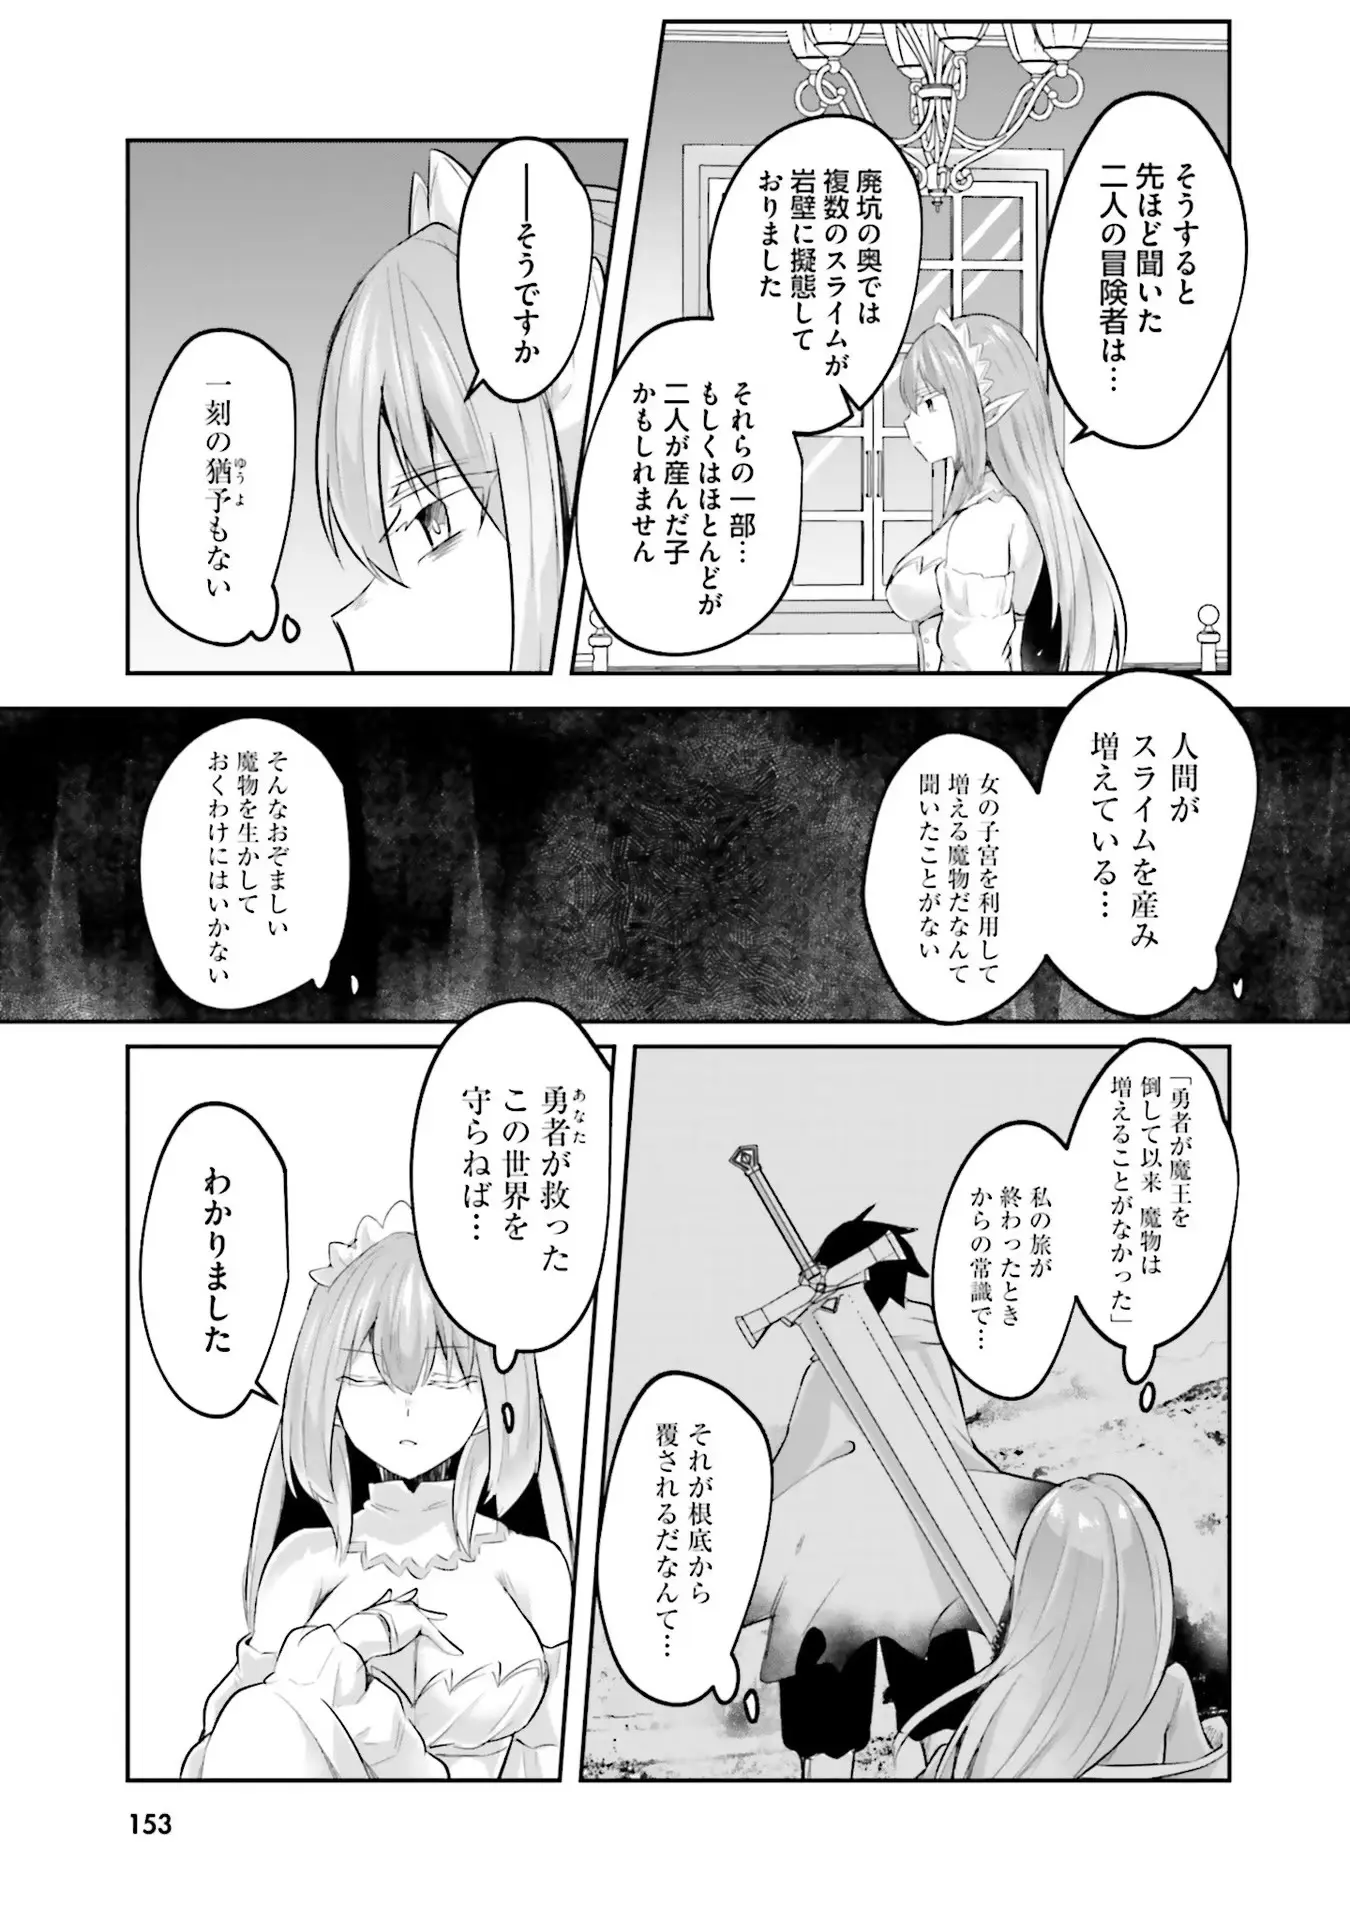 そうすると
先ほど聞いた
二人の冒険者は…
廃坑の奥では
複数のスライムが
岩壁に擬態して
おりました
それらの一部…
もしくはほとんどが
二人が産んだ子
かもしれません
――そうですか
一刻の猶予もない
ゆうよ
人間が
スライムを産み
増えている…
女の子宮を利用して
増える魔物だなんて
聞いたことがない
そんなおぞましい
魔物を生かして
おくわけにはいかない
「勇者が魔王を
倒して以来 魔物は
増えることがなかった」
私の旅が
終わったとき
からの常識で…
それが根底から
覆されるだなんて…
勇者が救った
あなた
この世界を
守らねば…
わかりました
153